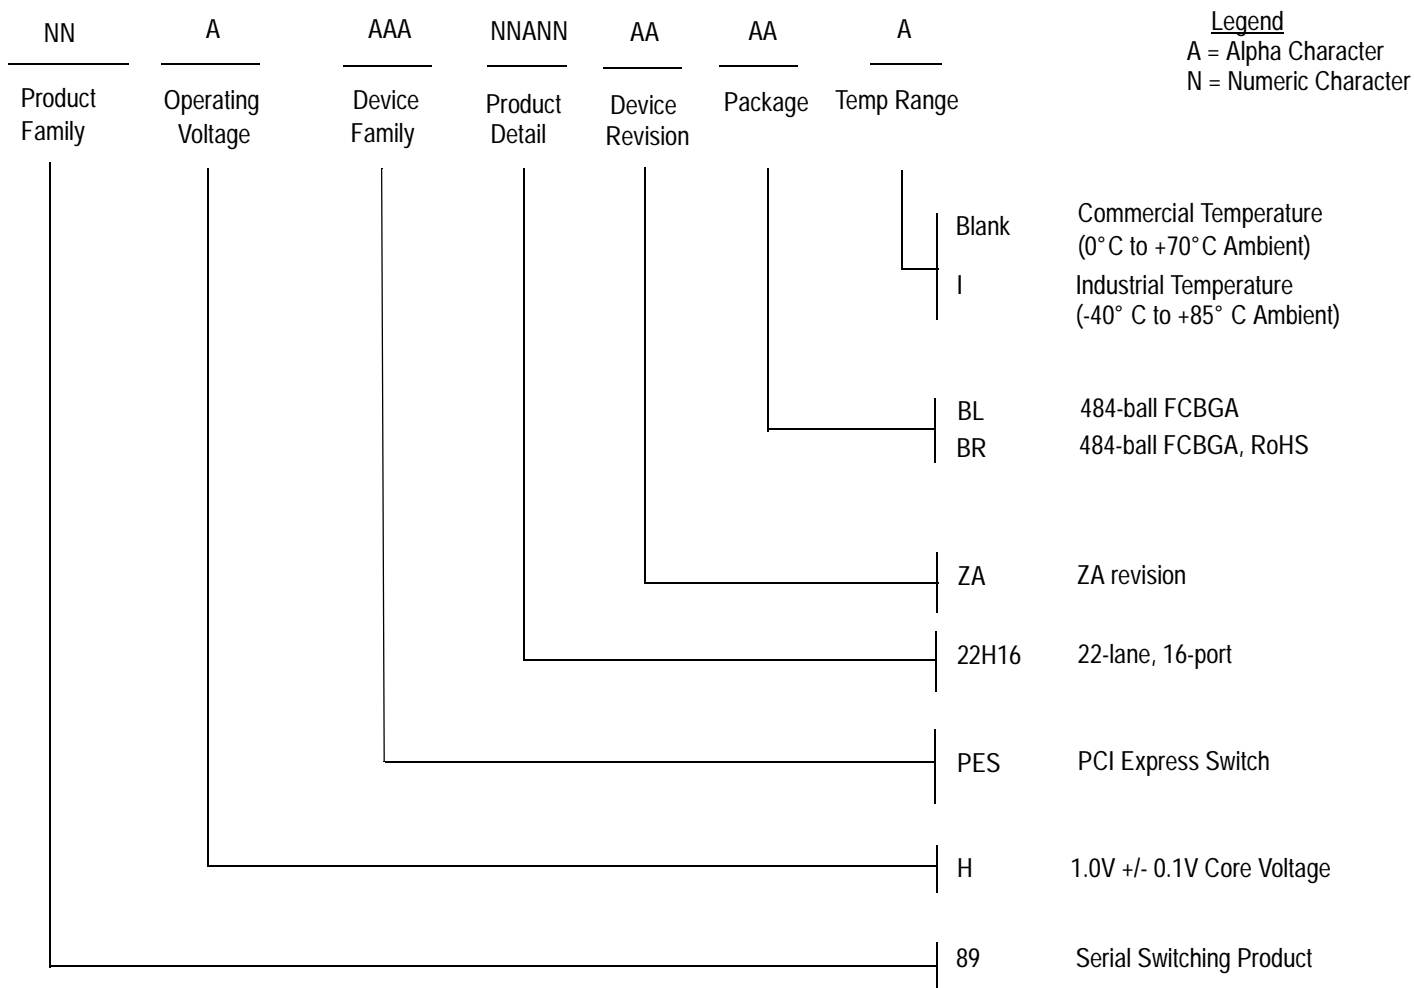 NN A AAA NNANN AA AA A
Legend
A = Alpha Character
N = Numeric Character
Product Family
Operating Voltage
Device Family
Product Detail
Device Revision
Package
Temp Range
Blank Commercial Temperature
(0°C to +70°C Ambient)
I Industrial Temperature
(-40° C to +85° C Ambient)
BL 484-ball FCBGA
BR 484-ball FCBGA, RoHS
ZA ZA revision
22H16 22-lane, 16-port
PES PCI Express Switch
H 1.0V +/- 0.1V Core Voltage
89 Serial Switching Product